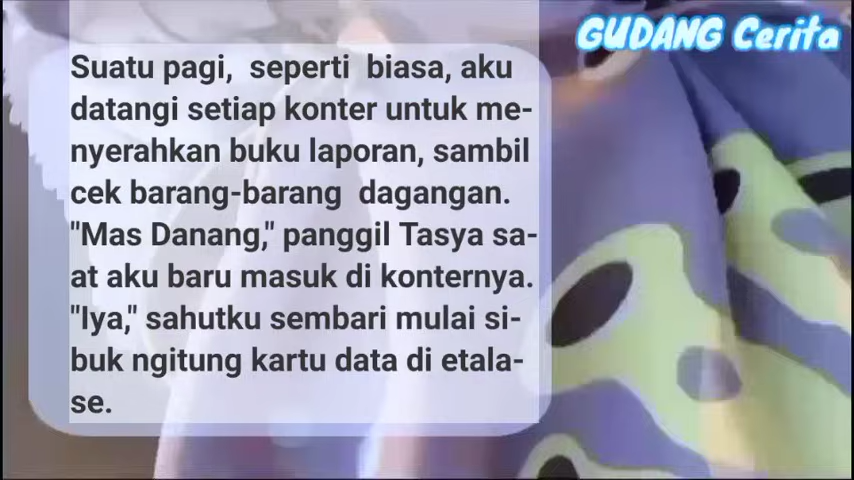 GUDANG Cerita
Suatu pagi, seperti biasa, aku
datangi setiap konter untuk me-
nyerahkan buku laporan, sambil
cek barang-barang dagangan.
"Mas Danang," panggil Tasya sa-
at aku baru masuk di konternya.
"Iya," sahutku sembari mulai si-
buk ngitung kartu data di etala-
se.